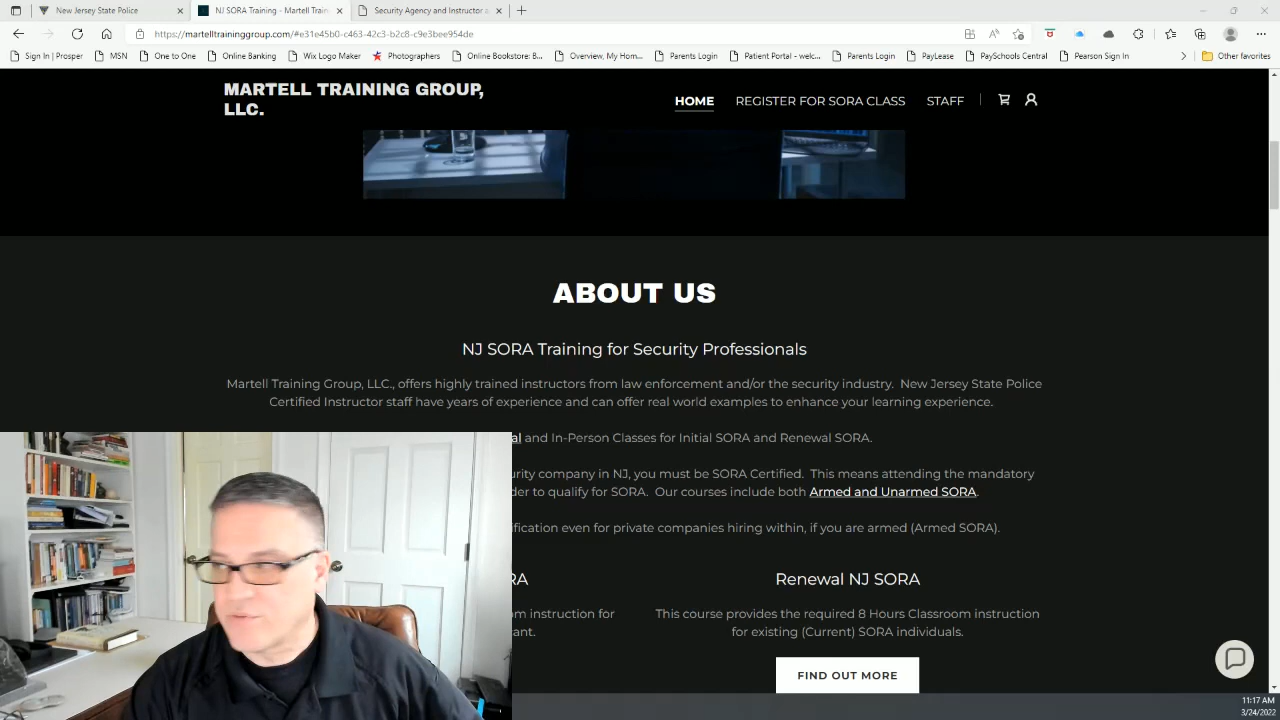 New Jersey State Police
NJ SORA Training - Martell Train
Security Agency and Instructor a
https://martelltraininggroup.com/#e31e45b0-c463-42c3-b2c8-c9e3bee954de
Sign In | Prosper
MSN
One to One
Online Banking
Wix Logo Maker
Photographers
Online Bookstore: B...
Overview, My Hom...
Parents Login
Patient Portal - welc...
Parents Login
PayLease
PaySchools Central
Pearson Sign In
Other favorites
MARTELL TRAINING GROUP,
LLC.
HOME
REGISTER FOR SORA CLASS
STAFF
ABOUT US
NJ SORA Training for Security Professionals
Martell Training Group, LLC., offers highly trained instructors from law enforcement and/or the security industry. New Jersey State Police
Certified Instructor staff have years of experience and can offer real world examples to enhance your learning experience.
al and In-Person Classes for Initial SORA and Renewal SORA.
urity company in NJ, you must be SORA Certified. This means attending the mandatory
der to qualify for SORA. Our courses include both Armed and Unarmed SORA.
ification even for private companies hiring within, if you are armed (Armed SORA).
RA
Renewal NJ SORA
om instruction for
ant.
This course provides the required 8 Hours Classroom instruction
for existing (Current) SORA individuals.
FIND OUT MORE
11:17 AM
3/24/2022